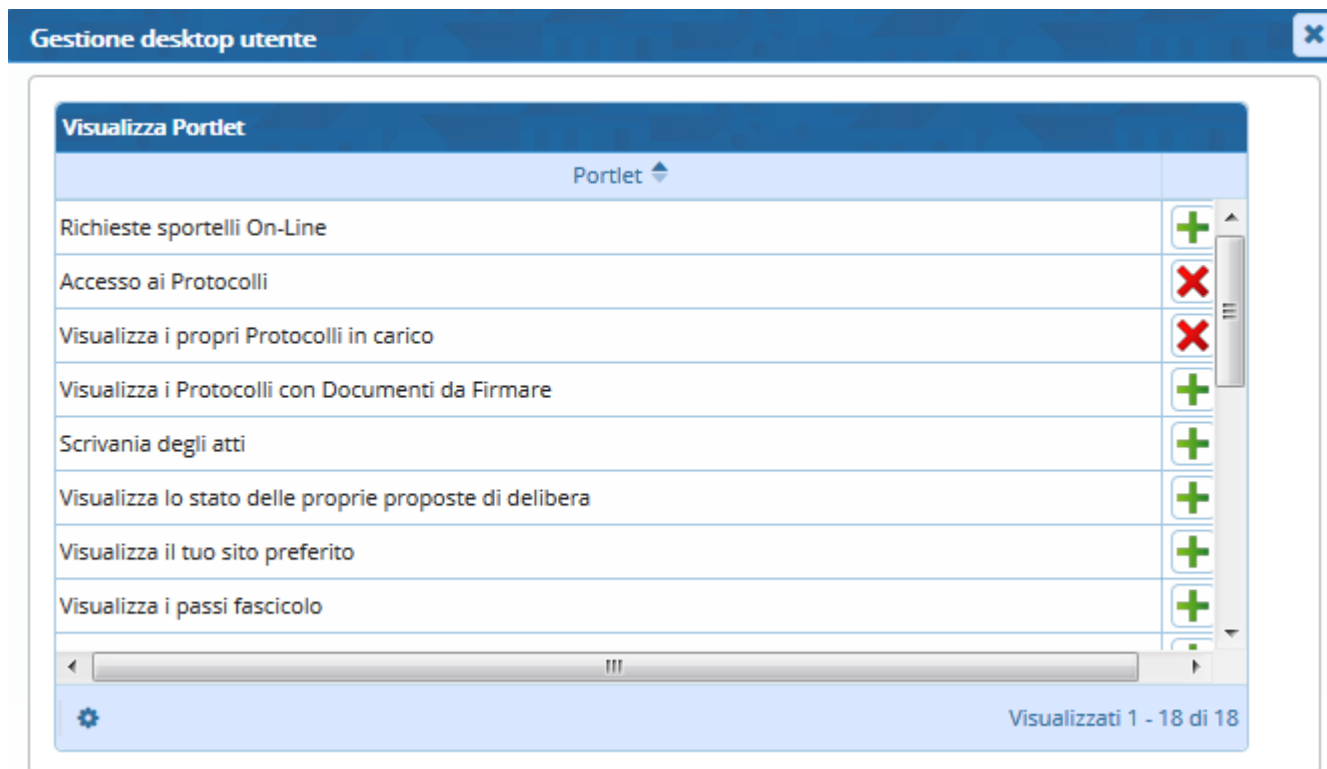 Gestione desktop utente
Visualizza Portlet
Portlet
Richieste sportelli On-Line
Accesso ai Protocolli
Visualizza i propri Protocolli in carico
Visualizza i Protocolli con Documenti da Firmare
Scrivania degli atti
Visualizza lo stato delle proprie proposte di delibera
Visualizza il tuo sito preferito
Visualizza i passi fascicolo
Visualizzati 1 - 18 di 18